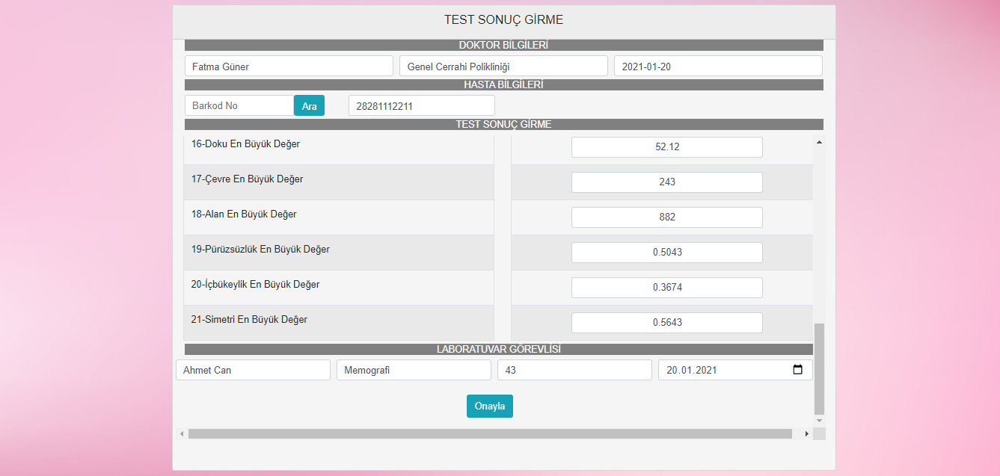 TEST SONUÇ GİRME
DOKTOR BİLGİLERİ
Fatma Güner Genel Cerrahi Polikliniği 2021-01-20
HASTA BİLGİLERİ
Barkod No Ara 28281112211
TEST SONUÇ GİRME
16-Doku En Büyük Değer 52.12
17-Çevre En Büyük Değer 243
18-Alan En Büyük Değer 882
19-Pürüzsüzlük En Büyük Değer 0.5043
20-İçbükeylik En Büyük Değer 0.3674
21-Simetri En Büyük Değer 0.5643
LABORATUVAR GÖREVLİSİ
Ahmet Can Memografi 43 20.01.2021
Onayla